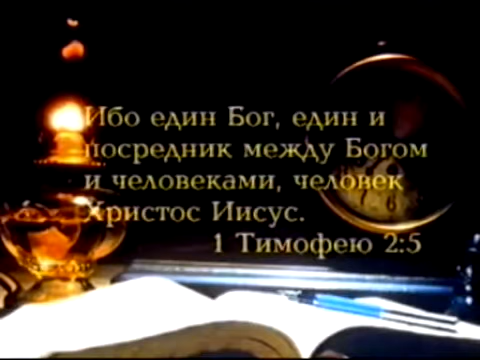 Ибо един Бог, един и
посредник между Богом
и человеками, человек
Христос Иисус.
1 Тимофею 2:5